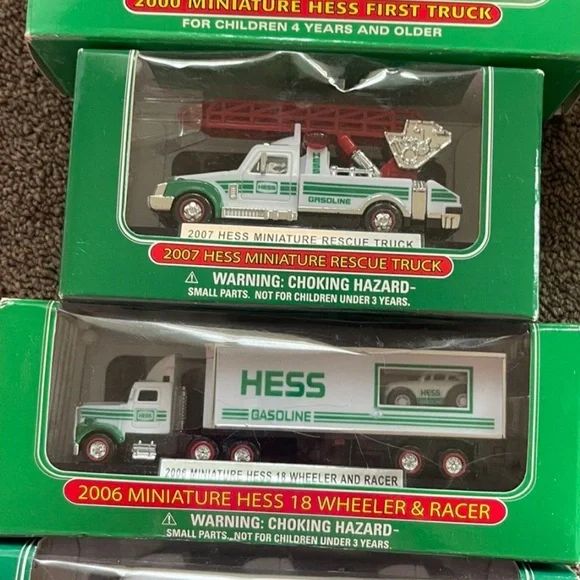 2000 MINIATURE HESS FIRST TRUCK
FOR CHILDREN 4 YEARS AND OLDER
HESS
GASOLINE
2007 HESS MINIATURE RESCUE TRUCK
2007 HESS MINIATURE RESCUE TRUCK
WARNING: CHOKING HAZARD-
SMALL PARTS. NOT FOR CHILDREN UNDER 3 YEARS.
HESS
GASOLINE
HESS
HESS
2006 MINIATURE HESS 18 WHEELER AND RACER
2006 MINIATURE HESS 18 WHEELER & RACER
WARNING: CHOKING HAZARD-
SMALL PARTS. NOT FOR CHILDREN UNDER 3 YEARS.